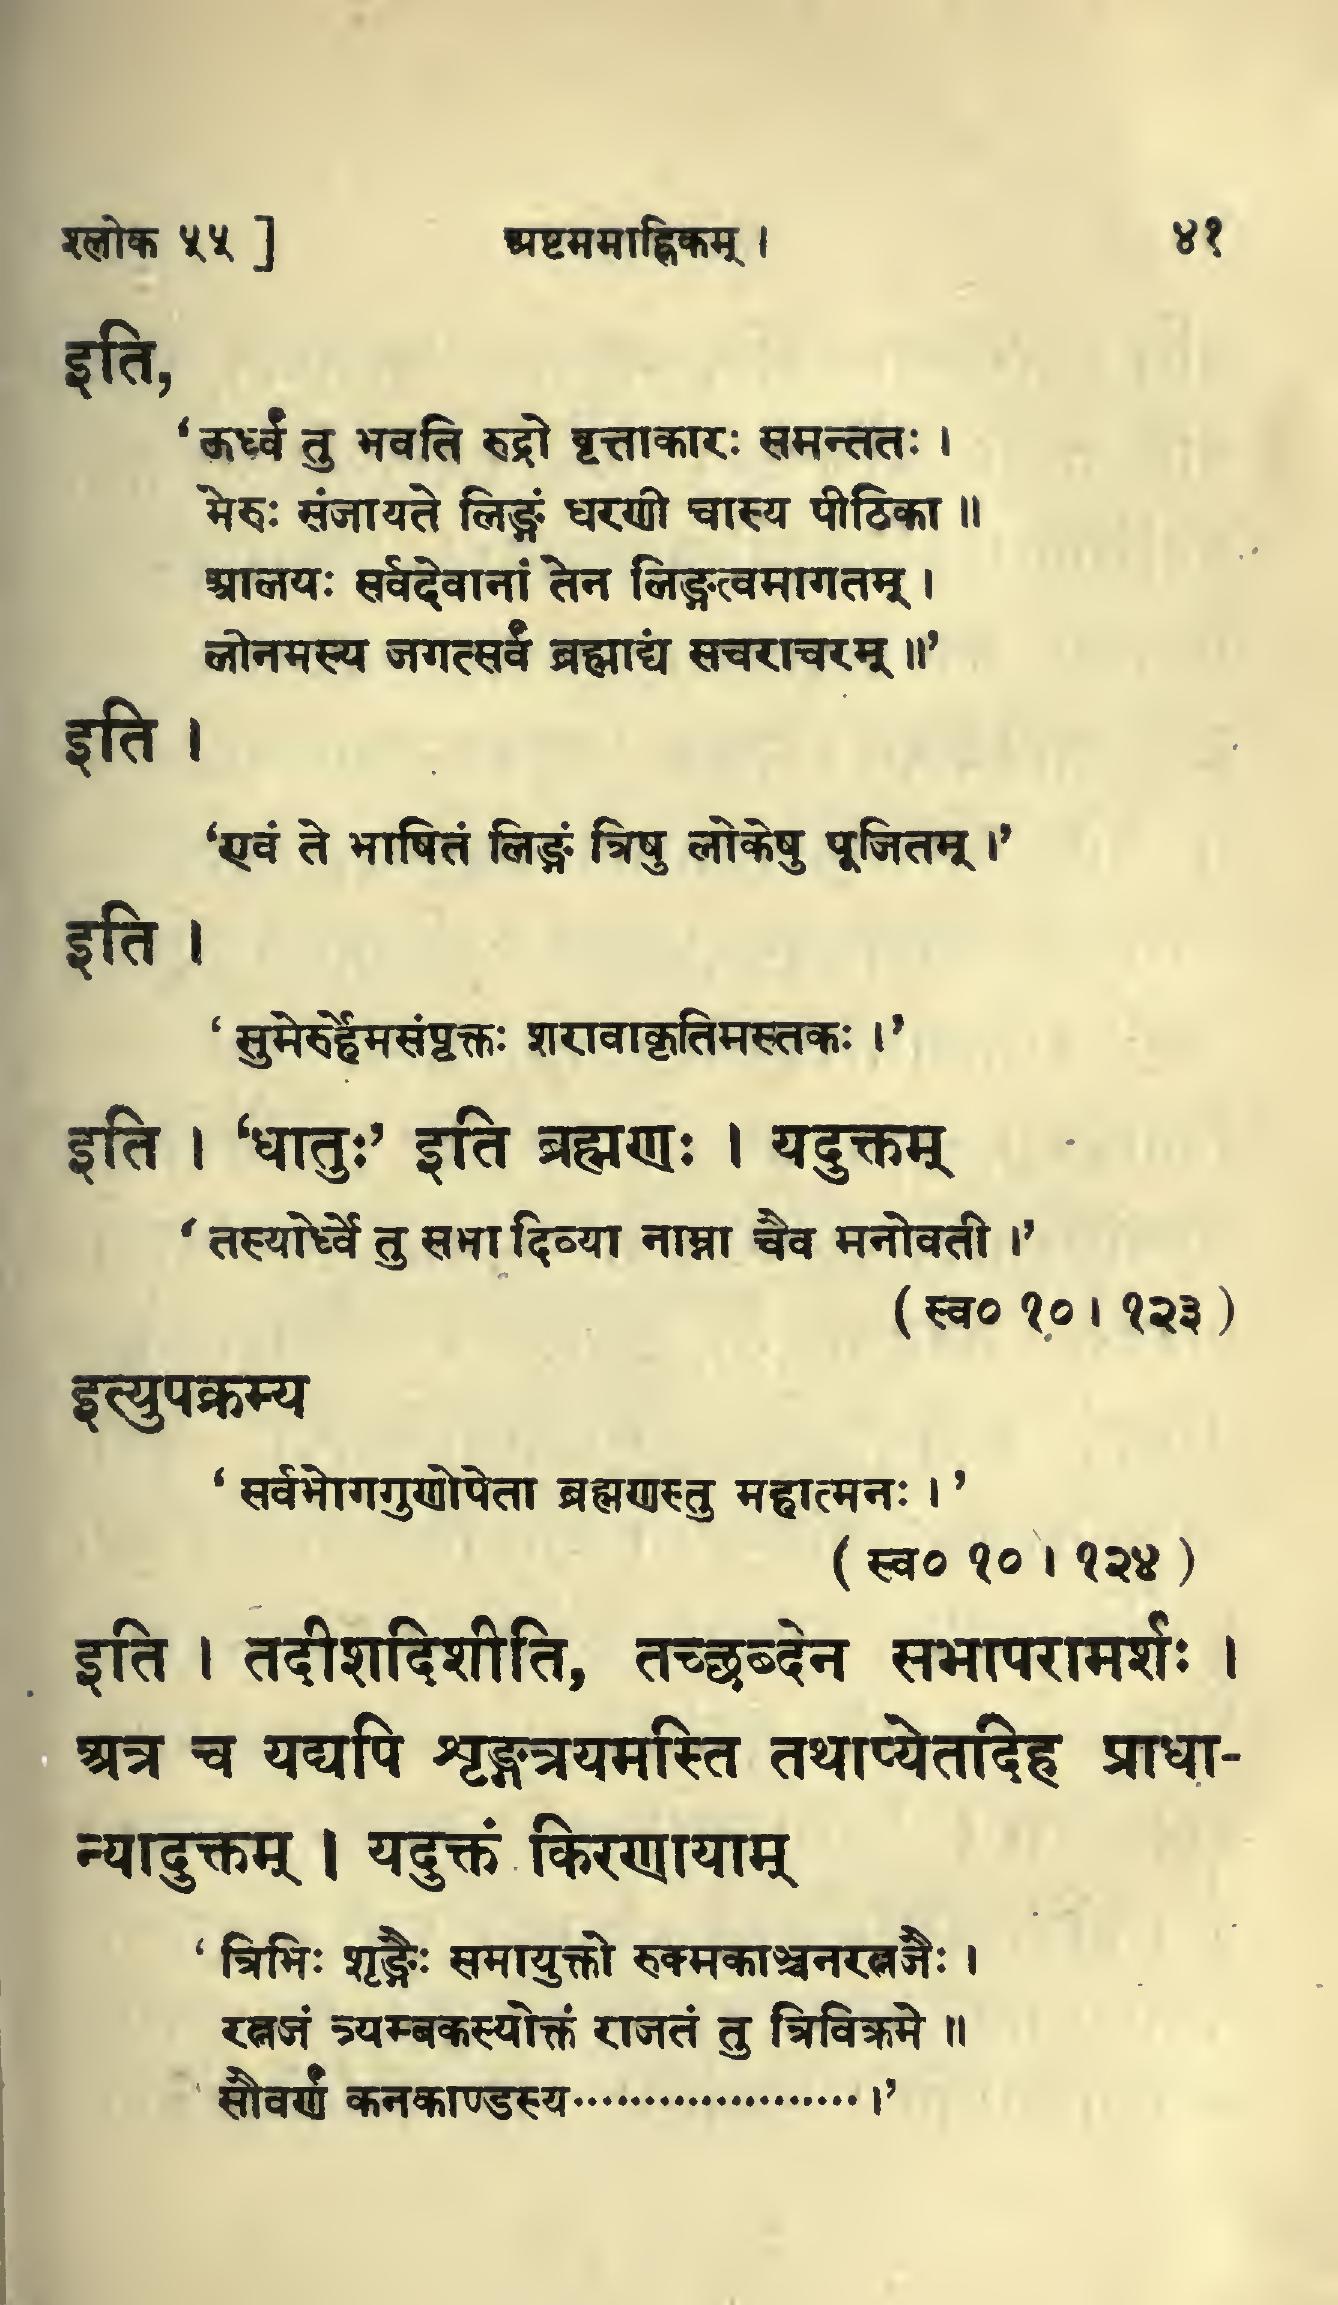 श्लोक ५५ ] अष्टममाह्निकम् । ४१
इति,
‘ ऊर्ध्वं तु भवति रुद्रो वृत्ताकारः समन्ततः ।
मेरुः संजायते लिङ्गं धरणी चास्य पीठिका ॥
आलयः सर्वदेवानां तेन लिङ्गत्वमागतम् ।
लीनमस्य जगत्सर्वं ब्रह्माद्यं सचराचरम् ॥’
इति ।
‘एवं ते भाषितं लिङ्गं त्रिषु लोकेषु पूजितम् ।’
इति ।
‘ सुमेरुर्हेमसंपृक्तः शरावाकृतिमस्तकः ।’
इति । ‘धातुः’ इति ब्रह्मणः । यदुक्तम्
‘ तस्योर्ध्वे तु सभा दिव्या नाम्ना चैव मनोवती ।’
( स्व० १० । १२३ )
इत्युपक्रम्य
‘ सर्वभोगगुणोपेता ब्रह्मणस्तु महात्मनः । ’
( स्व० १० । १२४ )
इति । तदीशदिशीति, तच्छब्देन सभापरामर्शः ।
अत्र च यद्यपि शृङ्गत्रयमस्ति तथाप्येतदिह प्राधा-
न्यादुक्तम् । यदुक्तं किरणायाम्
‘ त्रिभिः शृङ्गैः समायुक्तो रुक्मकाञ्चनरत्नजैः ।
रत्नजं त्र्यम्बकस्योक्तं राजतं तु त्रिविक्रमे ॥
सौवर्णं कनकाण्डस्य····················।’